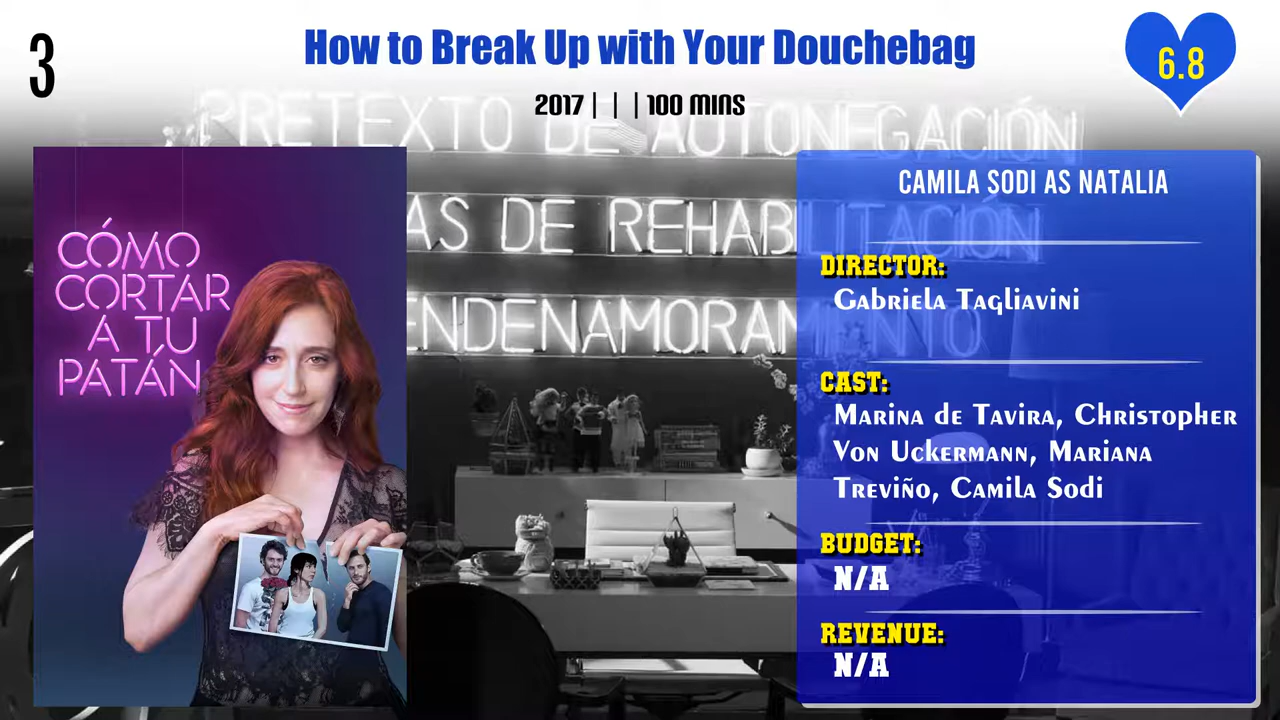 3
How to Break Up with Your Douchebag
6.8
2017 | | | 100 MINS
PRETEXTO DE AUTONEGACIÓN
AS DE REHABILITACIÓN
ENDENAMORAMIENTO
CÓMO
CORTAR
A TU
PATÁN
CAMILA SODI AS NATALIA
DIRECTOR:
Gabriela Tagliavini
CAST:
Marina de Tavira, Christopher
Von Uckermann, Mariana
Treviño, Camila Sodi
BUDGET:
N/A
REVENUE:
N/A